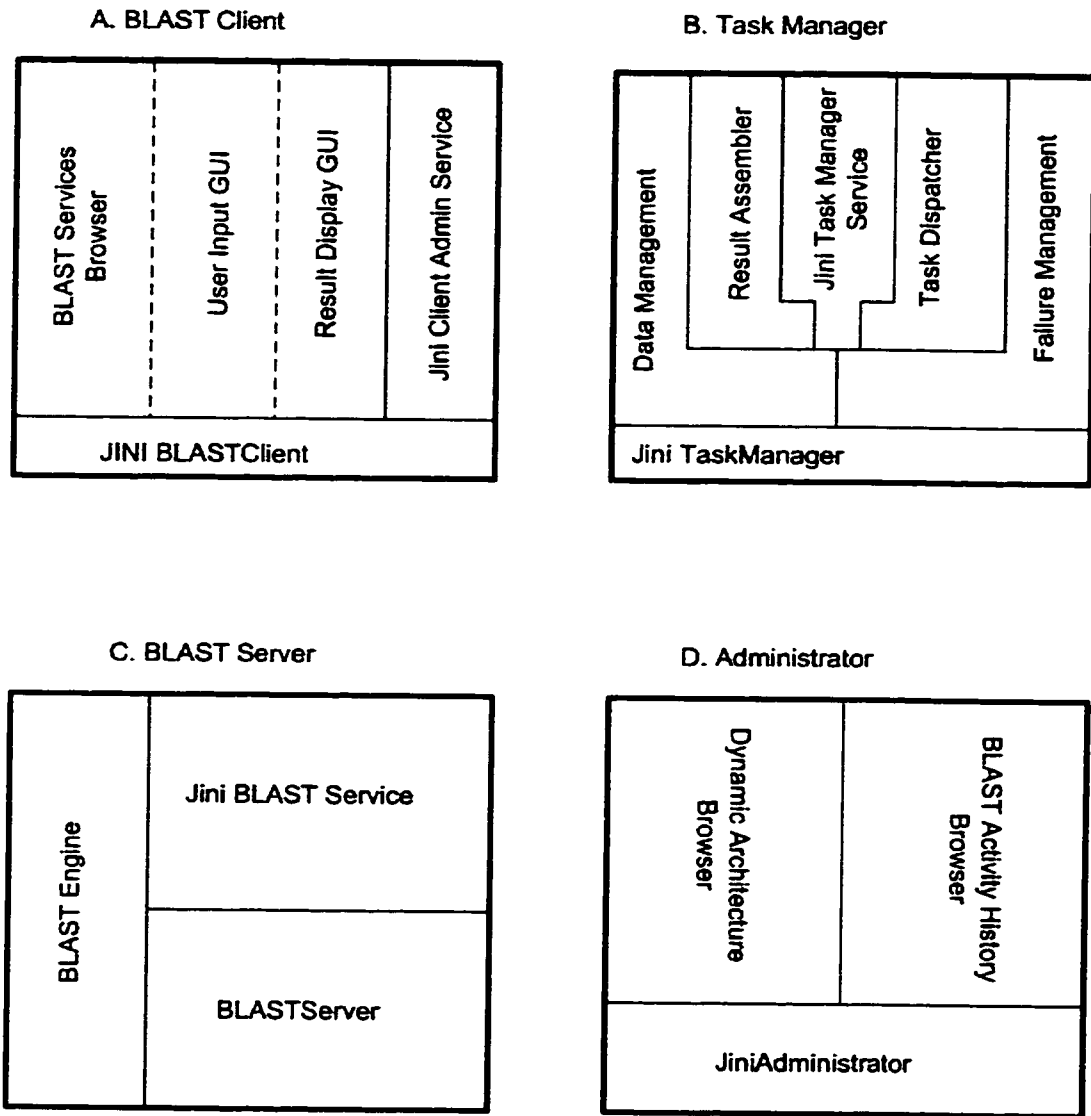 A. BLAST Client
BLAST Services
Browser
User Input GUI
Result Display GUI
Jini Client Admin Service
JINI BLASTClient
B. Task Manager
Data Management
Result Assembler
Jini Task Manager
Service
Task Dispatcher
Failure Management
Jini TaskManager
C. BLAST Server
BLAST Engine
Jini BLAST Service
BLASTServer
D. Administrator
Dynamic Architecture
Browser
BLAST Activity History
Browser
JiniAdministrator